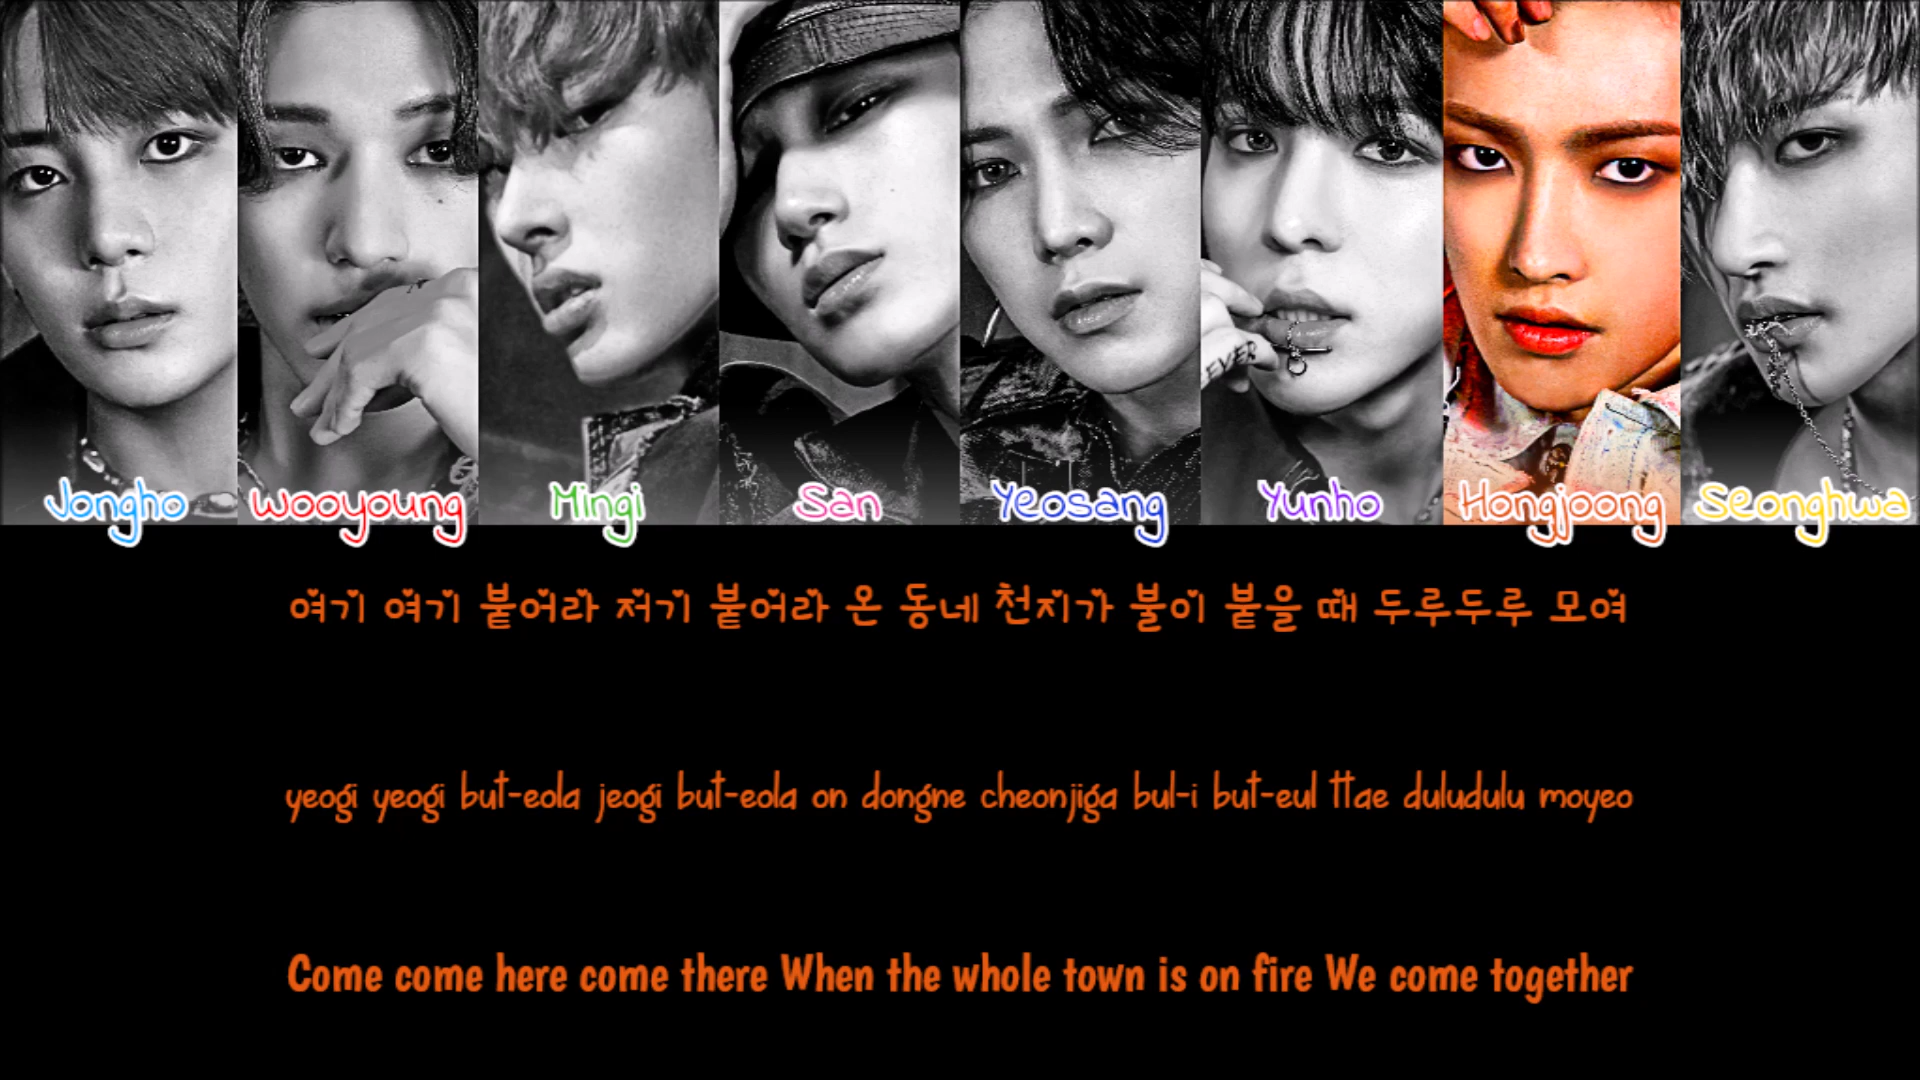 EVER
Jongho Wooyoung Mingi San Yeosang Yunho Hongjoong Seonghwa
여기 여기 붙어라 저기 붙어라 온 동네 천지가 불이 붙을 때 두루두루 모여
yeogi yeogi but-eola jeogi but-eola on dongne cheonjiga bul-i but-eul ttae duludulu moyeo
Come come here come there When the whole town is on fire We come together